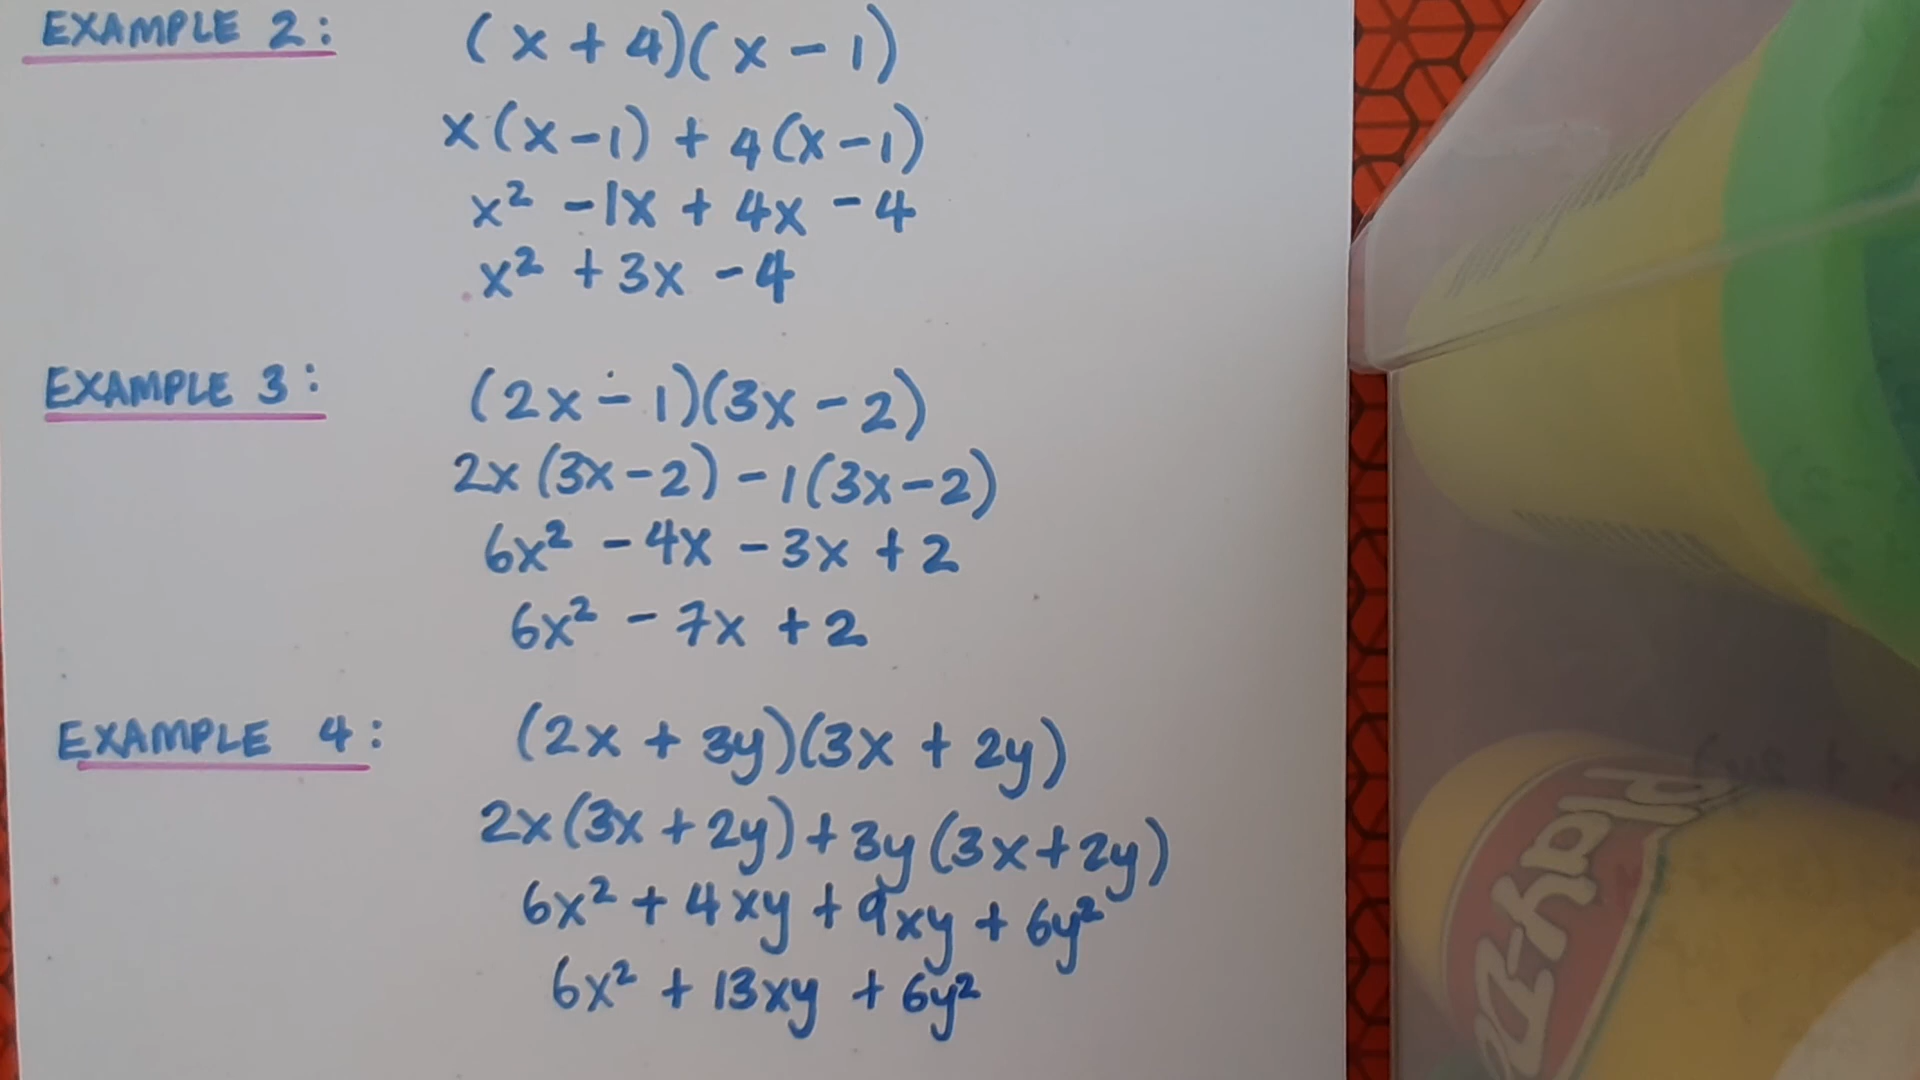 EXAMPLE 2: (x + 4)(x - 1)
x(x-1) + 4(x-1)
x² -1x + 4x -4
x² +3x -4
EXAMPLE 3: (2x - 1)(3x - 2)
2x(3x-2) -1(3x-2)
6x² -4x -3x +2
6x² -7x +2
EXAMPLE 4: (2x + 3y)(3x + 2y)
2x(3x+2y)+3y(3x+2y)
6x² + 4xy + 9xy + 6y²
6x² + 13xy + 6y²
Play-Do